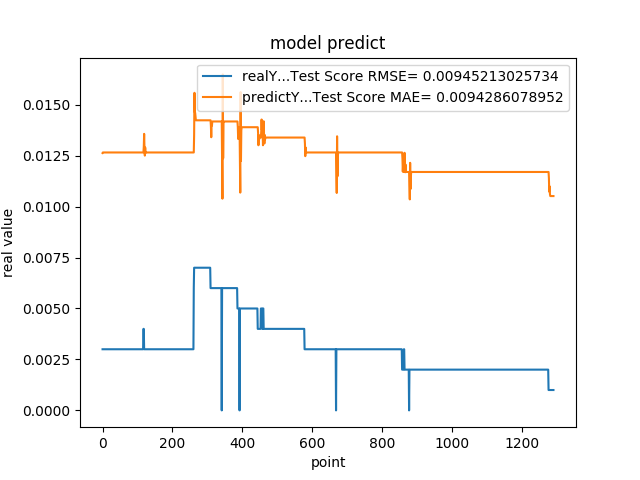 model predict
realY...Test Score RMSE= 0.00945213025734
predictY...Test Score MAE= 0.0094286078952
0.0150
0.0125
0.0100
0.0075
0.0050
0.0025
0.0000
real value
0 200 400 600 800 1000 1200
point